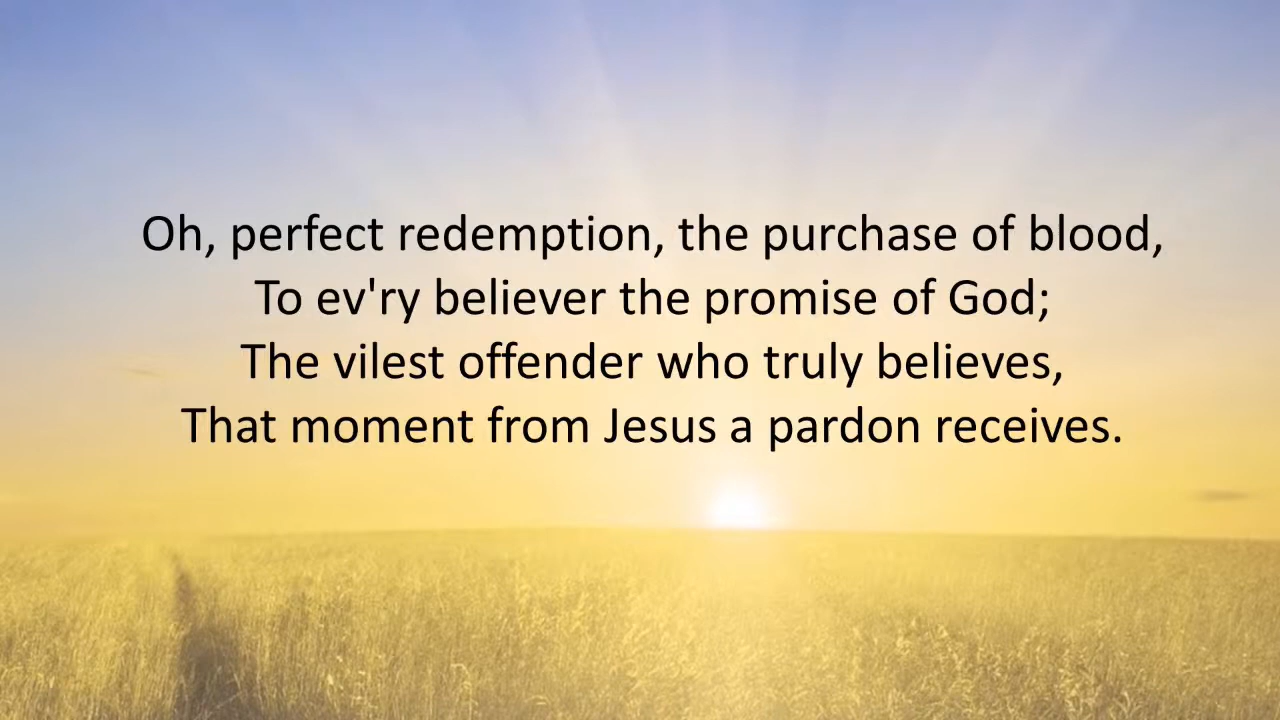 Oh, perfect redemption, the purchase of blood,
To ev'ry believer the promise of God;
The vilest offender who truly believes,
That moment from Jesus a pardon receives.